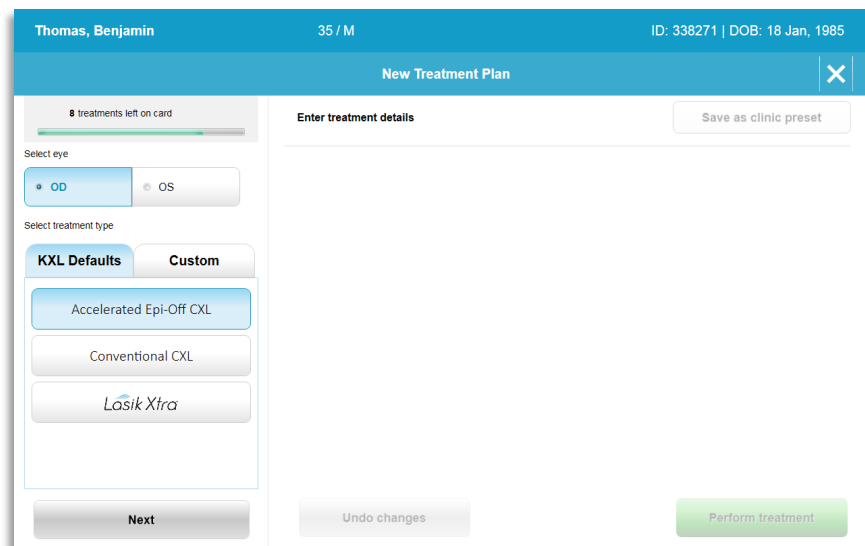 Thomas, Benjamin 35 / M ID: 338271 | DOB: 18 Jan, 1985
New Treatment Plan
8 treatments left on card
Enter treatment details
Save as clinic preset
Select eye
OD
OS
Select treatment type
KXL Defaults
Custom
Accelerated Epi-Off CXL
Conventional CXL
Lasik Xtra
Next
Undo changes
Perform treatment